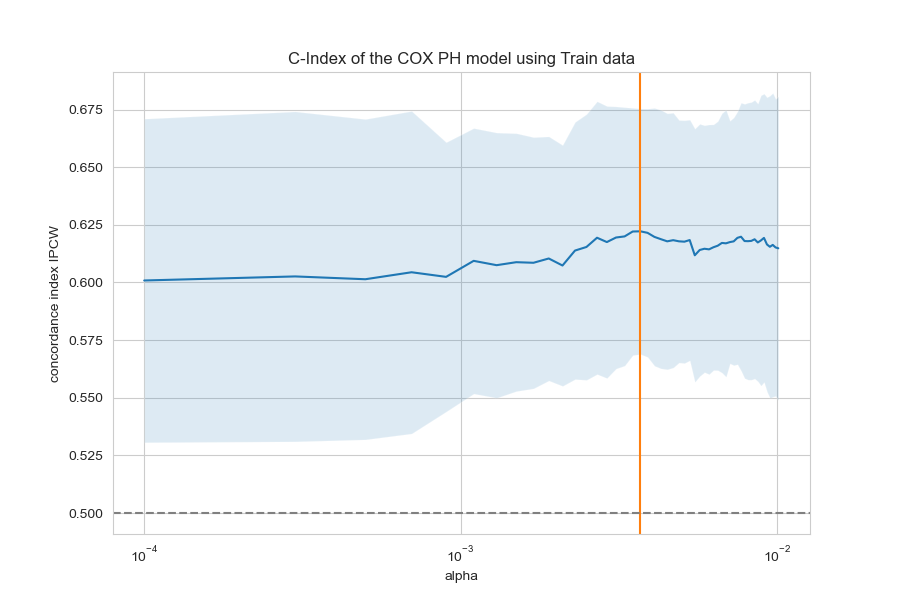 C-Index of the COX PH model using Train data
concordance index IPCW
0.675
0.650
0.625
0.600
0.575
0.550
0.525
0.500
10⁻⁴ 10⁻³ 10⁻²
alpha